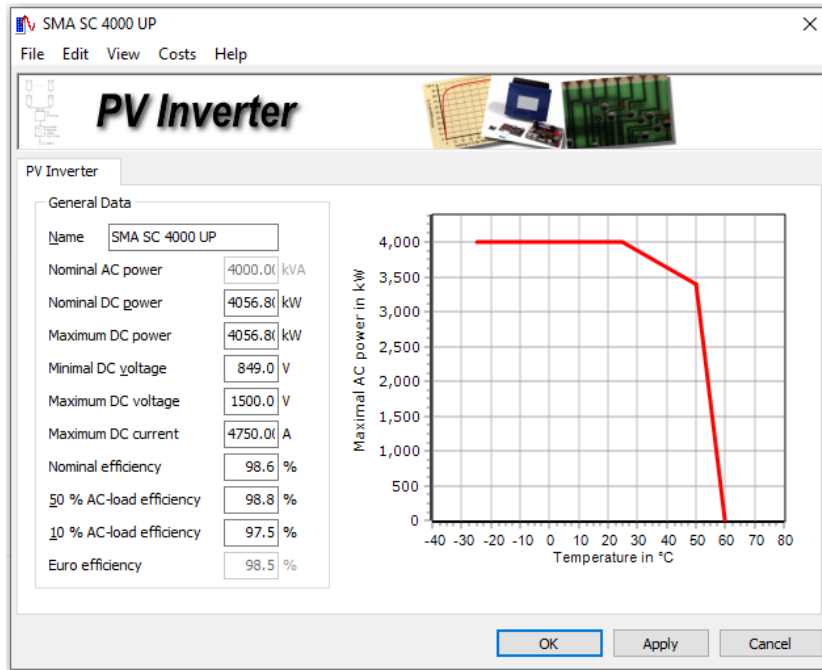 SMA SC 4000 UP
File Edit View Costs Help
PV Inverter
PV Inverter
General Data
Name SMA SC 4000 UP
Nominal AC power 4000.0( kVA
Nominal DC power 4056.8( kW
Maximum DC power 4056.8( kW
Minimal DC voltage 849.0 V
Maximum DC voltage 1500.0 V
Maximum DC current 4750.0( A
Nominal efficiency 98.6 %
50 % AC-load efficiency 98.8 %
10 % AC-load efficiency 97.5 %
Euro efficiency 98.5 %
Maximal AC power in kW
4,000
3,500
3,000
2,500
2,000
1,500
1,000
500
0
-40 -30 -20 -10 0 10 20 30 40 50 60 70 80
Temperature in °C
OK Apply Cancel